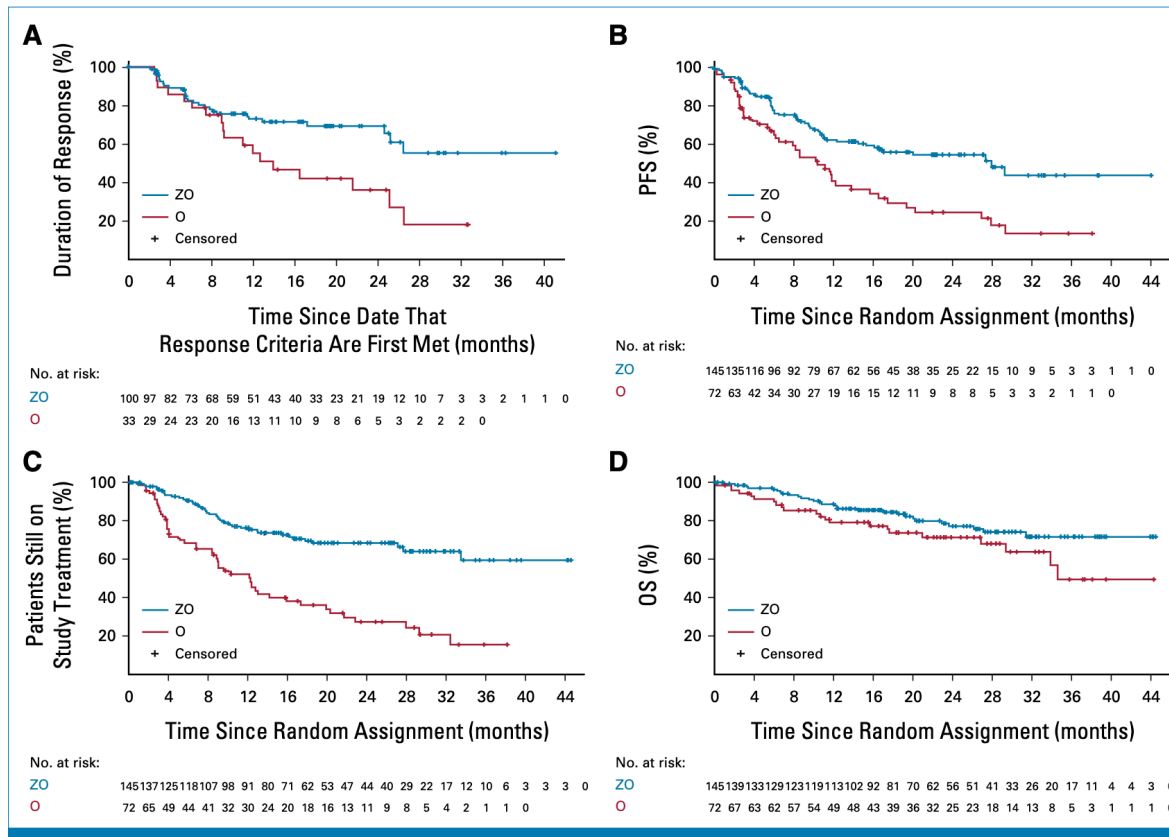 A
Duration of Response (%)
100
80
60
40
20
ZO
O
Censored
0 4 8 12 16 20 24 28 32 36 40
Time Since Date That
Response Criteria Are First Met (months)
No. at risk:
ZO 100 97 82 73 68 59 51 43 40 33 23 21 19 12 10 7 3 3 2 1 1 0
O 33 29 24 23 20 16 13 11 10 9 8 6 5 3 2 2 2 0
B
PFS (%)
100
80
60
40
20
ZO
O
Censored
0 4 8 12 16 20 24 28 32 36 40 44
Time Since Random Assignment (months)
No. at risk:
ZO 145 135 116 96 92 79 67 62 56 45 38 35 25 22 15 10 9 5 3 3 1 1 0
O 72 63 42 34 30 27 19 16 15 12 11 9 8 8 5 3 3 2 1 1 0
C
Patients Still on
Study Treatment (%)
100
80
60
40
20
ZO
O
Censored
0 4 8 12 16 20 24 28 32 36 40 44
Time Since Random Assignment (months)
No. at risk:
ZO 145 137 125 118 107 98 91 80 71 62 53 47 44 40 29 22 17 12 10 6 3 3 3 0
O 72 65 49 44 41 32 30 24 20 18 16 13 11 9 8 5 4 2 1 1 0
D
OS (%)
100
80
60
40
20
ZO
O
Censored
0 4 8 12 16 20 24 28 32 36 40 44
Time Since Random Assignment (months)
No. at risk:
ZO 145 139 133 129 123 119 113 102 92 81 70 62 56 51 41 33 26 20 17 11 4 4 3
O 72 67 63 62 57 54 49 48 43 39 36 32 25 23 18 14 13 8 5 3 1 1 1